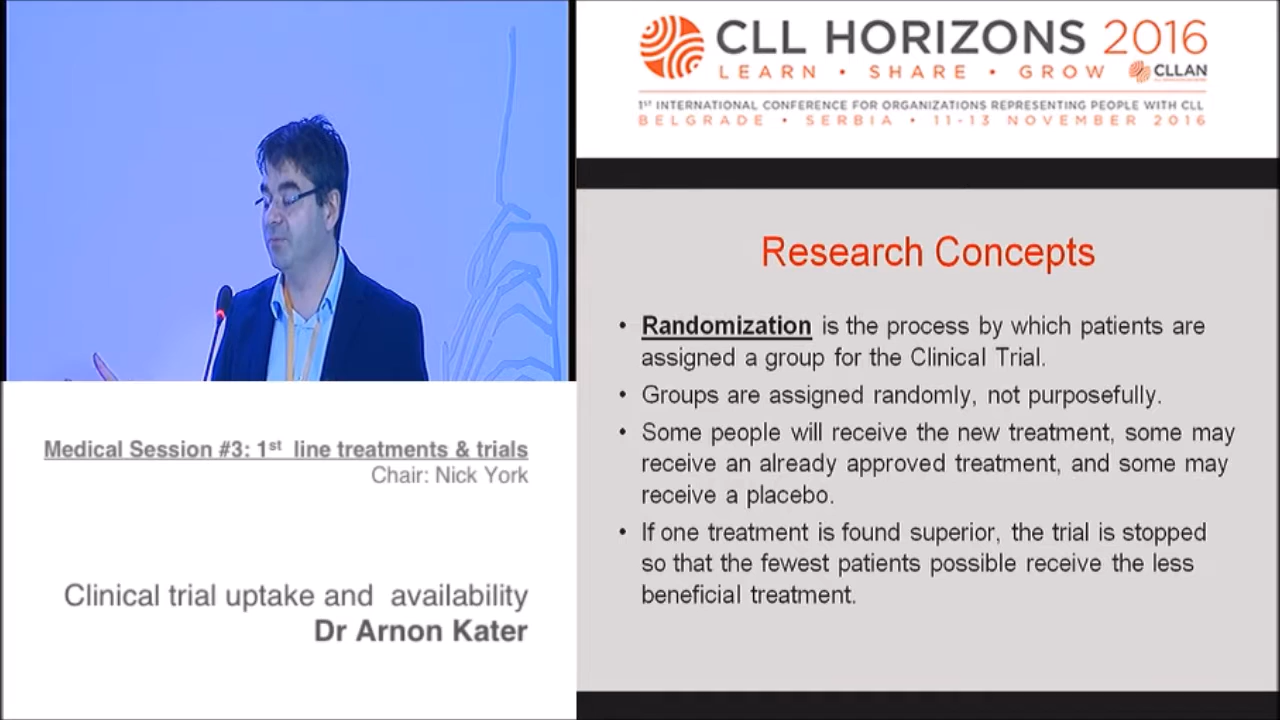 CLL HORIZONS 2016
LEARN • SHARE • GROW
CLLAN
1ST INTERNATIONAL CONFERENCE FOR ORGANIZATIONS REPRESENTING PEOPLE WITH CLL
BELGRADE • SERBIA • 11-13 NOVEMBER 2016
Medical Session #3: 1st line treatments & trials
Chair: Nick York
Clinical trial uptake and availability
Dr Arnon Kater
Research Concepts
• Randomization is the process by which patients are
assigned a group for the Clinical Trial.
• Groups are assigned randomly, not purposefully.
• Some people will receive the new treatment, some may
receive an already approved treatment, and some may
receive a placebo.
• If one treatment is found superior, the trial is stopped
so that the fewest patients possible receive the less
beneficial treatment.